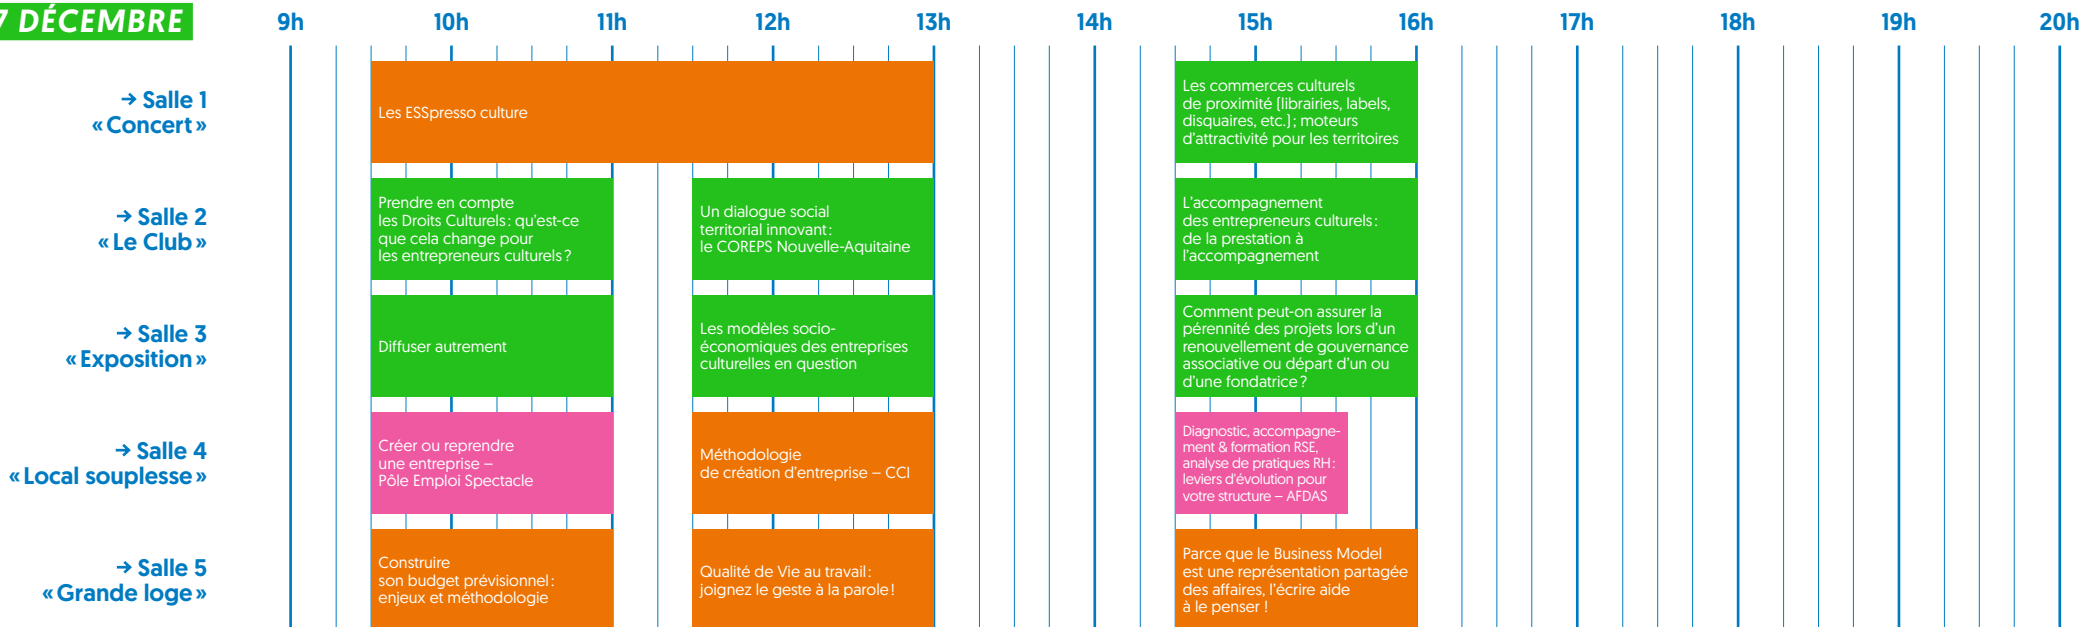 7 DÉCEMBRE
9h 10h 11h 12h 13h 14h 15h 16h 17h 18h 19h 20h
→ Salle 1
« Concert »
Les ESSpresso culture
Les commerces culturels
de proximité (librairies, labels,
disquaires, etc.) ; moteurs
d'attractivité pour les territoires
→ Salle 2
« Le Club »
Prendre en compte
les Droits Culturels : qu'est-ce
que cela change pour
les entrepreneurs culturels ?
Un dialogue social
territorial innovant :
le COREPS Nouvelle-Aquitaine
L'accompagnement
des entrepreneurs culturels :
de la prestation à
l'accompagnement
→ Salle 3
« Exposition »
Diffuser autrement
Les modèles socio-
économiques des entreprises
culturelles en question
Comment peut-on assurer la
pérennité des projets lors d'un
renouvellement de gouvernance
associative ou départ d'un ou
d'une fondatrice ?
→ Salle 4
« Local souplesse »
Créer ou reprendre
une entreprise –
Pôle Emploi Spectacle
Méthodologie
de création d'entreprise – CCI
Diagnostic, accompagne-
ment & formation RSE,
analyse de pratiques RH :
leviers d'évolution pour
votre structure – AFDAS
→ Salle 5
« Grande loge »
Construire
son budget prévisionnel :
enjeux et méthodologie
Qualité de Vie au travail :
joignez le geste à la parole !
Parce que le Business Model
est une représentation partagée
des affaires, l'écrire aide
à le penser !